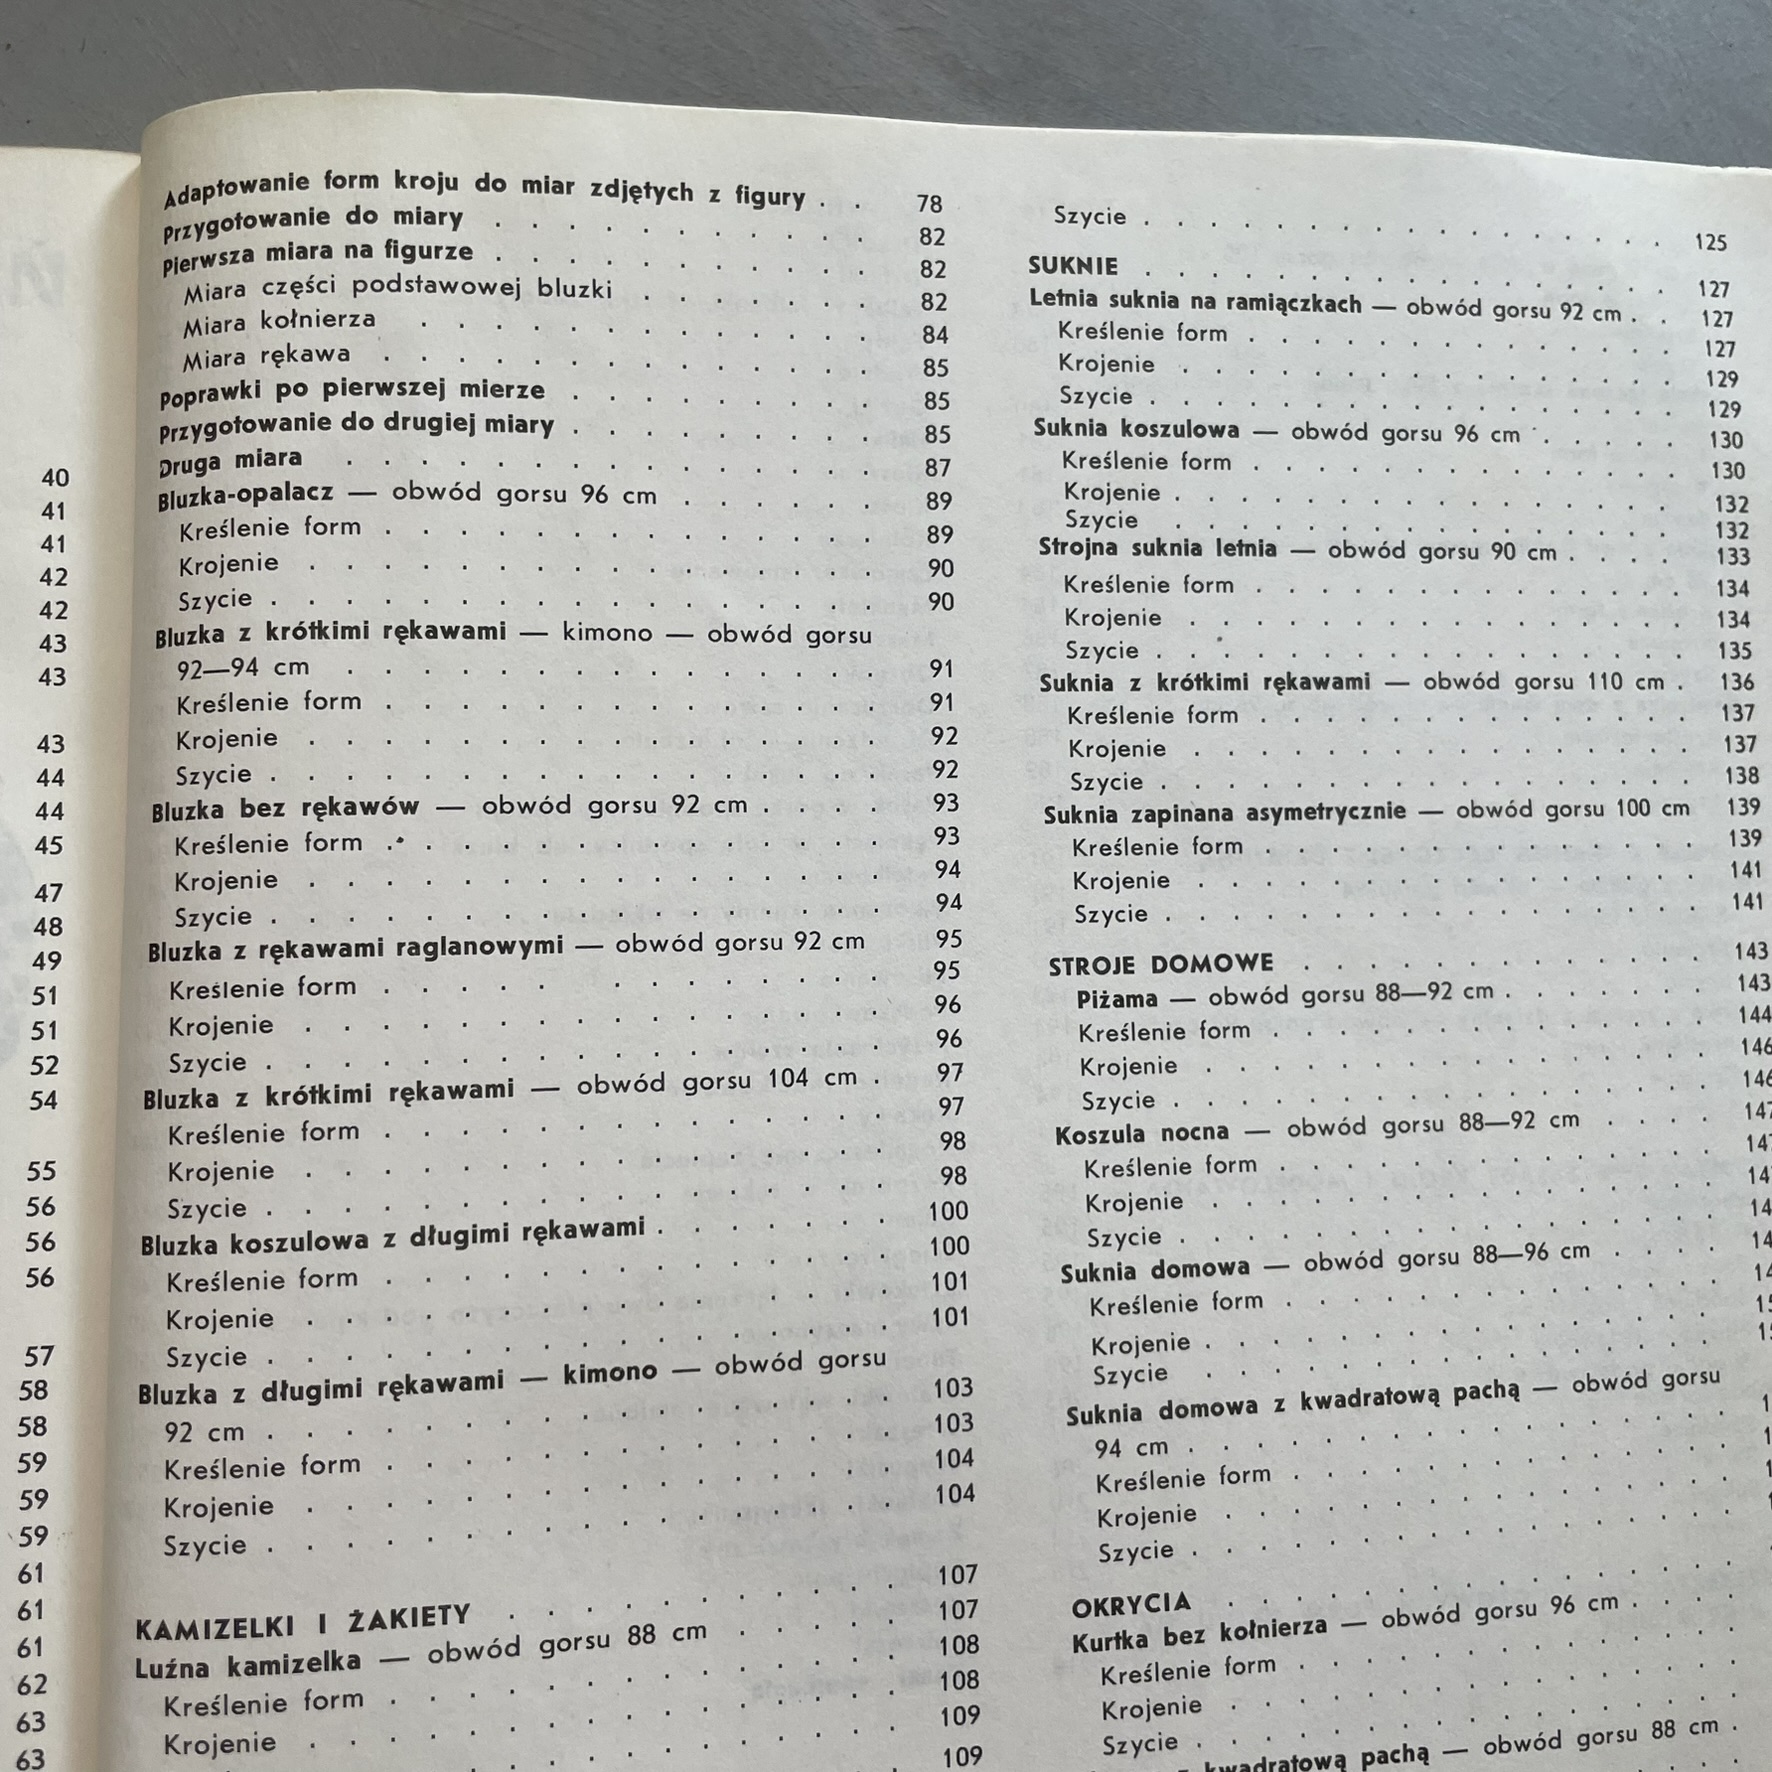 40
41
41
42
42
43
43
43
44
44
45
47
48
49
51
51
52
54
55
56
56
56
57
58
58
59
59
59
61
61
61
62
63
63
Adaptowanie form kroju do miar zdjętych z figury . . 78
Przygotowanie do miary . . . . . . . . . . . 82
Pierwsza miara na figurze . . . . . . . . . . . 82
Miara części podstawowej bluzki . . . . . . . 82
Miara kołnierza . . . . . . . . . . . . 84
Miara rękawa . . . . . . . . . . . . . 85
Poprawki po pierwszej mierze . . . . . . . . . 85
Przygotowanie do drugiej miary . . . . . . . . . 85
Druga miara . . . . . . . . . . . . . . 87
Bluzka-opalacz — obwód gorsu 96 cm . . . . . 89
Kreślenie form . . . . . . . . . . . . . 89
Krojenie . . . . . . . . . . . . . . . 90
Szycie . . . . . . . . . . . . . . . . 90
Bluzka z krótkimi rękawami — kimono — obwód gorsu
92—94 cm . . . . . . . . . . . . . . 91
Kreślenie form . . . . . . . . . . . . . 91
Krojenie . . . . . . . . . . . . . . . 92
Szycie . . . . . . . . . . . . . . . . 92
Bluzka bez rękawów — obwód gorsu 92 cm . . . . 93
Kreślenie form . . . . . . . . . . . . . 93
Krojenie . . . . . . . . . . . . . . . 94
Szycie . . . . . . . . . . . . . . . . 94
Bluzka z rękawami raglanowymi — obwód gorsu 92 cm 95
Kreślenie form . . . . . . . . . . . . . 95
Krojenie . . . . . . . . . . . . . . . 96
Szycie . . . . . . . . . . . . . . . . 96
Bluzka z krótkimi rękawami — obwód gorsu 104 cm . 97
Kreślenie form . . . . . . . . . . . . . 97
Krojenie . . . . . . . . . . . . . . . 98
Szycie . . . . . . . . . . . . . . . . 98
Bluzka koszulowa z długimi rękawami . . . . . . 100
Kreślenie form . . . . . . . . . . . . . 100
Krojenie . . . . . . . . . . . . . . . 101
Szycie . . . . . . . . . . . . . . . . 101
Bluzka z długimi rękawami — kimono — obwód gorsu
92 cm . . . . . . . . . . . . . . . . 103
Kreślenie form . . . . . . . . . . . . . 103
Krojenie . . . . . . . . . . . . . . . 104
Szycie . . . . . . . . . . . . . . . . 104
KAMIZELKI I ŻAKIETY . . . . . . . . . . 107
Luźna kamizelka — obwód gorsu 88 cm . . . . 107
Kreślenie form . . . . . . . . . . . . . 108
Krojenie . . . . . . . . . . . . . . . 108
109
109
Szycie . . . . . . . . . . . . . . . 125
SUKNIE . . . . . . . . . . . . . . . 127
Letnia suknia na ramiączkach — obwód gorsu 92 cm . . 127
Kreślenie form . . . . . . . . . . . . . 127
Krojenie . . . . . . . . . . . . . . . 129
Szycie . . . . . . . . . . . . . . . . 129
Suknia koszulowa — obwód gorsu 96 cm . . . . . 130
Kreślenie form . . . . . . . . . . . . . 130
Krojenie . . . . . . . . . . . . . . . 132
Szycie . . . . . . . . . . . . . . . 132
Strojna suknia letnia — obwód gorsu 90 cm . . . . 133
Kreślenie form . . . . . . . . . . . . . 134
Krojenie . . . . . . . . . . . . . . . 134
Szycie . . . . . . . . . . . . . . . . 135
Suknia z krótkimi rękawami — obwód gorsu 110 cm . 136
Kreślenie form . . . . . . . . . . . . . 137
Krojenie . . . . . . . . . . . . . . . 137
Szycie . . . . . . . . . . . . . . . . 138
Suknia zapinana asymetrycznie — obwód gorsu 100 cm 139
Kreślenie form . . . . . . . . . . . . . 139
Krojenie . . . . . . . . . . . . . . . 141
Szycie . . . . . . . . . . . . . . . . 141
STROJE DOMOWE . . . . . . . . . . . 143
Piżama — obwód gorsu 88—92 cm . . . . . . . 143
Kreślenie form . . . . . . . . . . . . . 144
Krojenie . . . . . . . . . . . . . . . 146
Szycie . . . . . . . . . . . . . . . . 146
Koszula nocna — obwód gorsu 88—92 cm . . . .
Kreślenie form . . . . . . . . . . . . .
Krojenie . . . . . . . . . . . . . . .
Szycie . . . . . . . . . . . . . . . .
Suknia domowa — obwód gorsu 88—96 cm . . . .
Kreślenie form . . . . . . . . . . . . .
Krojenie . . . . . . . . . . . . . . .
Szycie . . . . . . . . . . . . . . .
Suknia domowa z kwadratową pachą — obwód gorsu
94 cm . . . . . . . . . . . . . . . .
Kreślenie form . . . . . . . . . . . . .
Krojenie . . . . . . . . . . . . . . .
Szycie . . . . . . . . . . . . . . . .
OKRYCIA . . . . . . . . . . . . . .
Kurtka bez kołnierza — obwód gorsu 96 cm . . . .
Kreślenie form . . . . . . . . . . . . .
Krojenie . . . . . . . . . . . . . . .
Szycie . . . . . . . . . . . . . . . .
kwadratową pachą — obwód gorsu 88 cm .